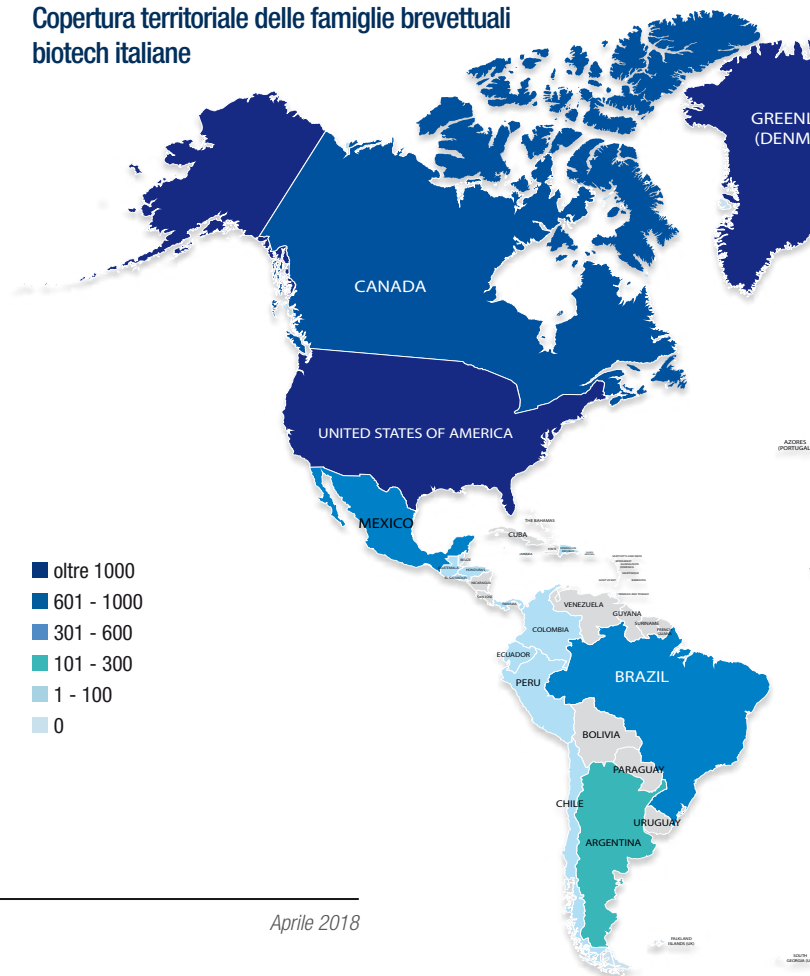 Copertura territoriale delle famiglie brevettuali
biotech italiane
GREENL
(DENM
CANADA
UNITED STATES OF AMERICA
AZORES
(PORTUGAL
MEXICO
THE BAHAMAS
CUBA
oltre 1000
601 - 1000
301 - 600
101 - 300
1 - 100
0
VENEZUELA
GUYANA
SURINAME
COLOMBIA
ECUADOR
PERU
BRAZIL
BOLIVIA
PARAGUAY
CHILE
URUGUAY
ARGENTINA
Aprile 2018
FALKLAND
ISLANDS (UK)